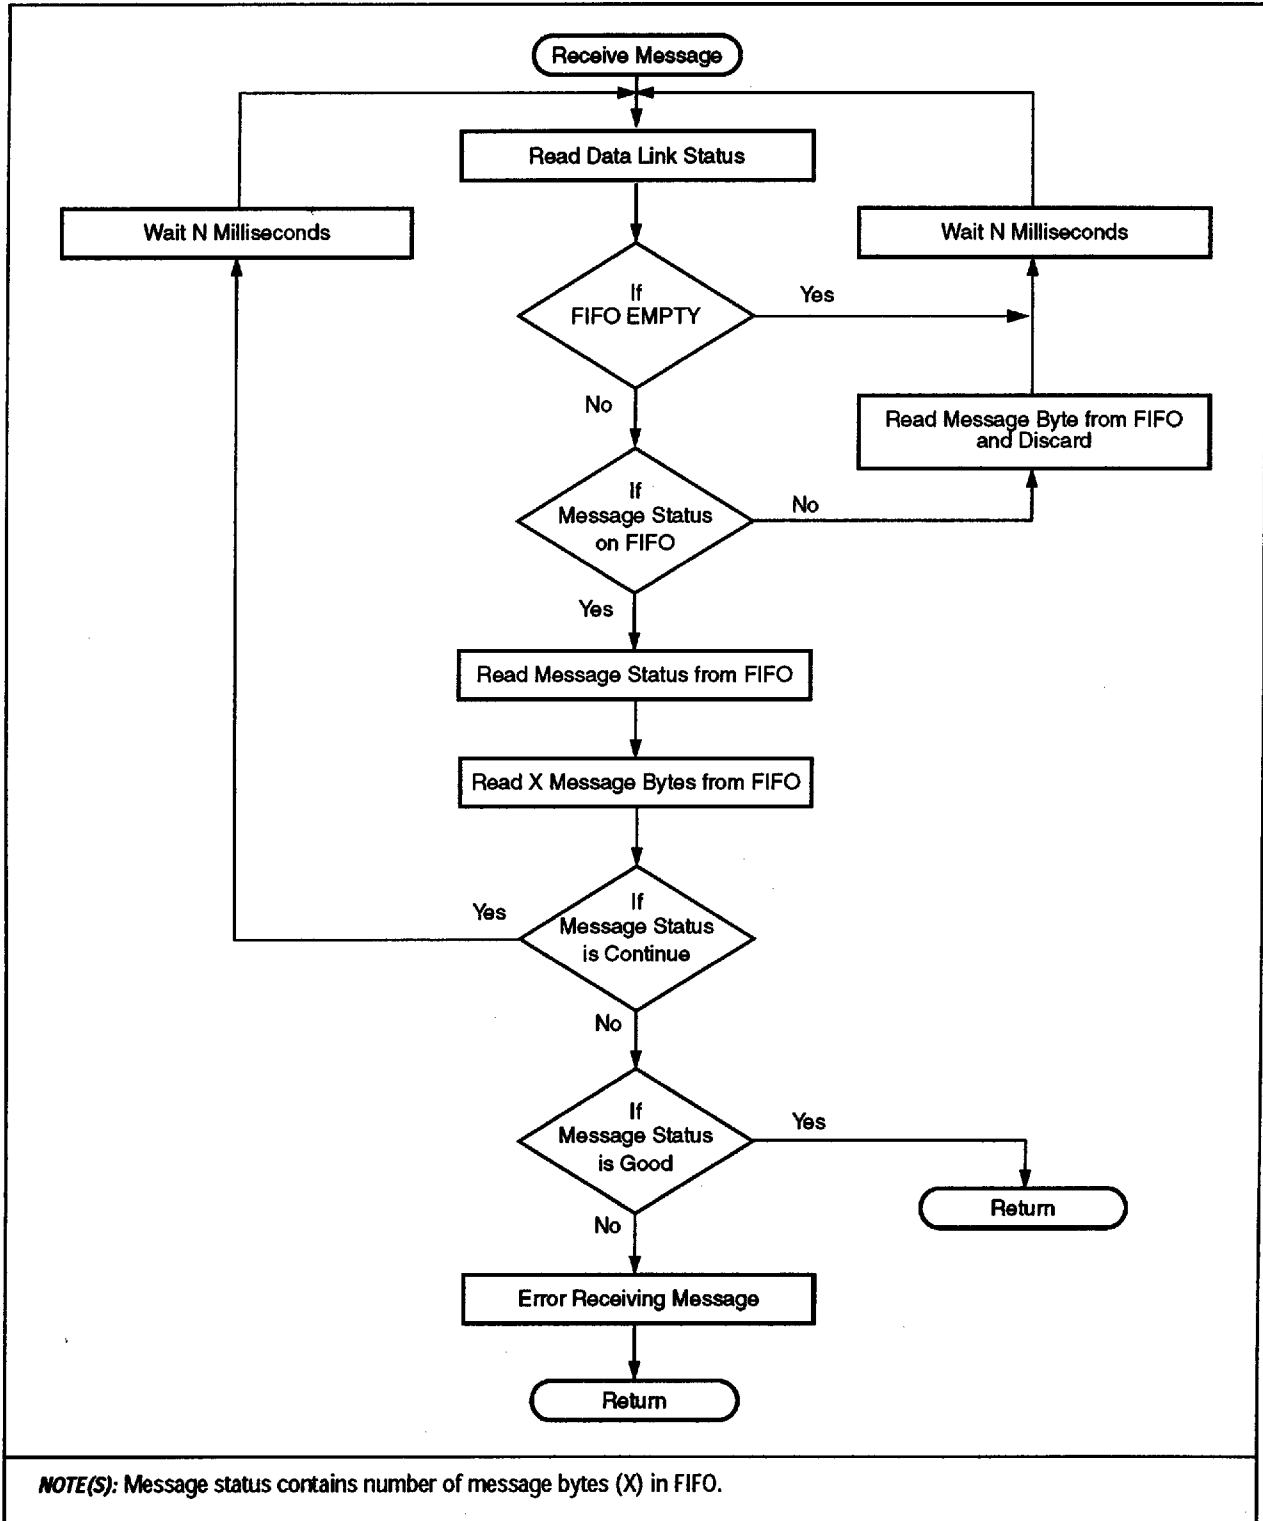 Receive Message
Read Data Link Status
Wait N Milliseconds
Wait N Milliseconds
If
FIFO EMPTY
Yes
No
Read Message Byte from FIFO
and Discard
If
Message Status
on FIFO
No
Yes
Read Message Status from FIFO
Read X Message Bytes from FIFO
Yes
If
Message Status
is Continue
No
If
Message Status
is Good
Yes
Return
No
Error Receiving Message
Return
NOTE(S): Message status contains number of message bytes (X) in FIFO.